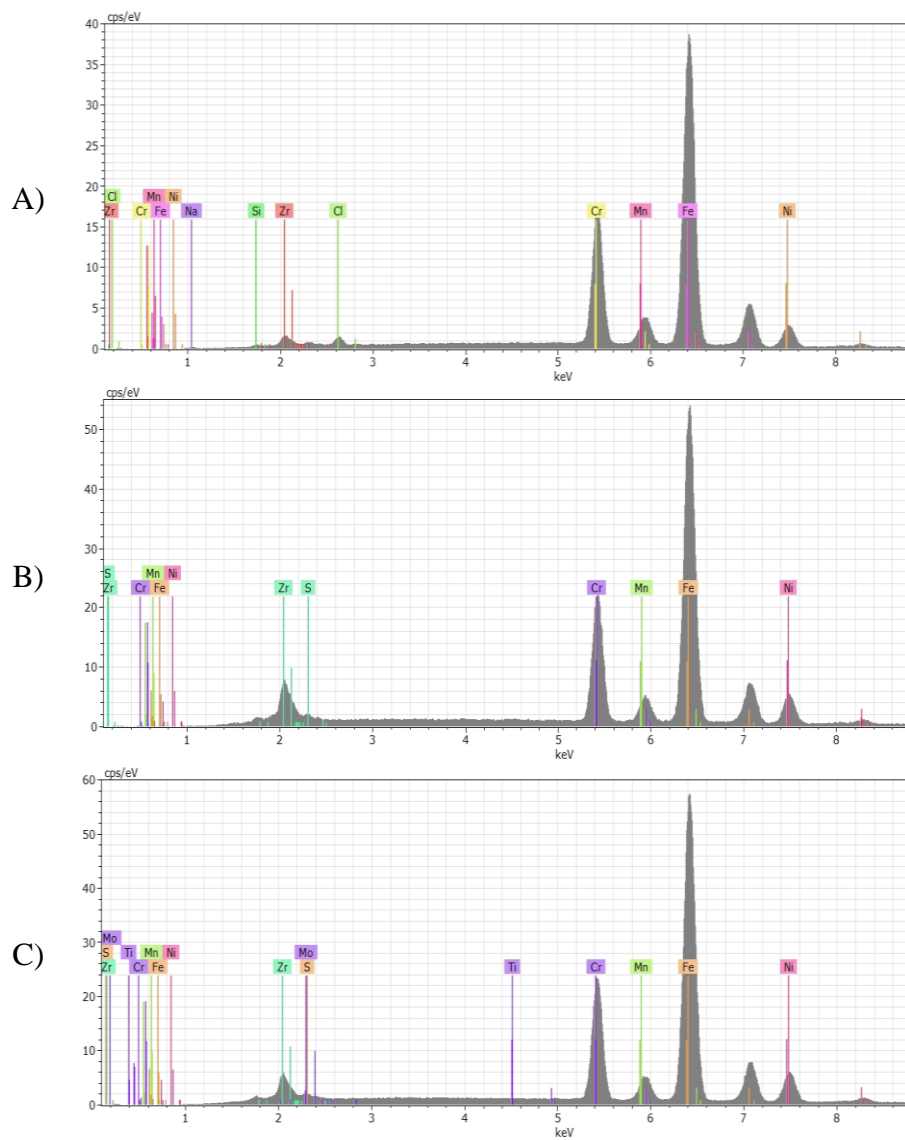 cps/eV
40
35
30
25
A)
20
Cl Mn Ni
Zr Cr Fe Na Si Zr Cl Cr Mn Fe Ni
15
10
5
0
1 2 3 4 5 6 7 8
keV
cps/eV
50
40
30
B)
S Mn Ni
Zr Cr Fe Zr S Cr Mn Fe Ni
20
10
0
1 2 3 4 5 6 7 8
keV
cps/eV
60
50
40
30
C)
Mo Mo
S Ti Mn Ni
Zr Cr Fe Zr S Ti Cr Mn Fe Ni
20
10
0
1 2 3 4 5 6 7 8
keV